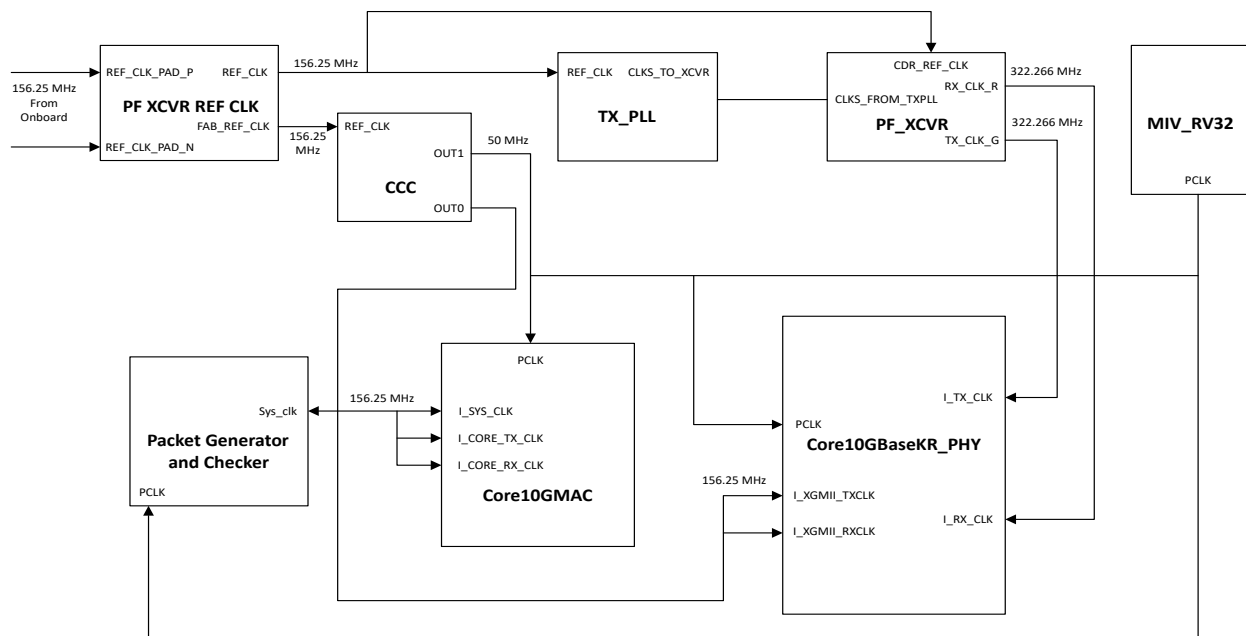 156.25 MHz
From
Onboard
REF_CLK_PAD_P
REF_CLK
PF XCVR REF CLK
FAB_REF_CLK
REF_CLK_PAD_N
156.25 MHz
156.25
MHz
REF_CLK
OUT1
CCC
OUT0
50 MHz
REF_CLK
CLKS_TO_XCVR
TX_PLL
CDR_REF_CLK
RX_CLK_R
CLKS_FROM_TXPLL
PF_XCVR
TX_CLK_G
322.266 MHz
322.266 MHz
MIV_RV32
PCLK
Sys_clk
Packet Generator
and Checker
PCLK
156.25 MHz
PCLK
I_SYS_CLK
I_CORE_TX_CLK
I_CORE_RX_CLK
Core10GMAC
I_TX_CLK
PCLK
Core10GBaseKR_PHY
156.25 MHz
I_XGMII_TXCLK
I_RX_CLK
I_XGMII_RXCLK